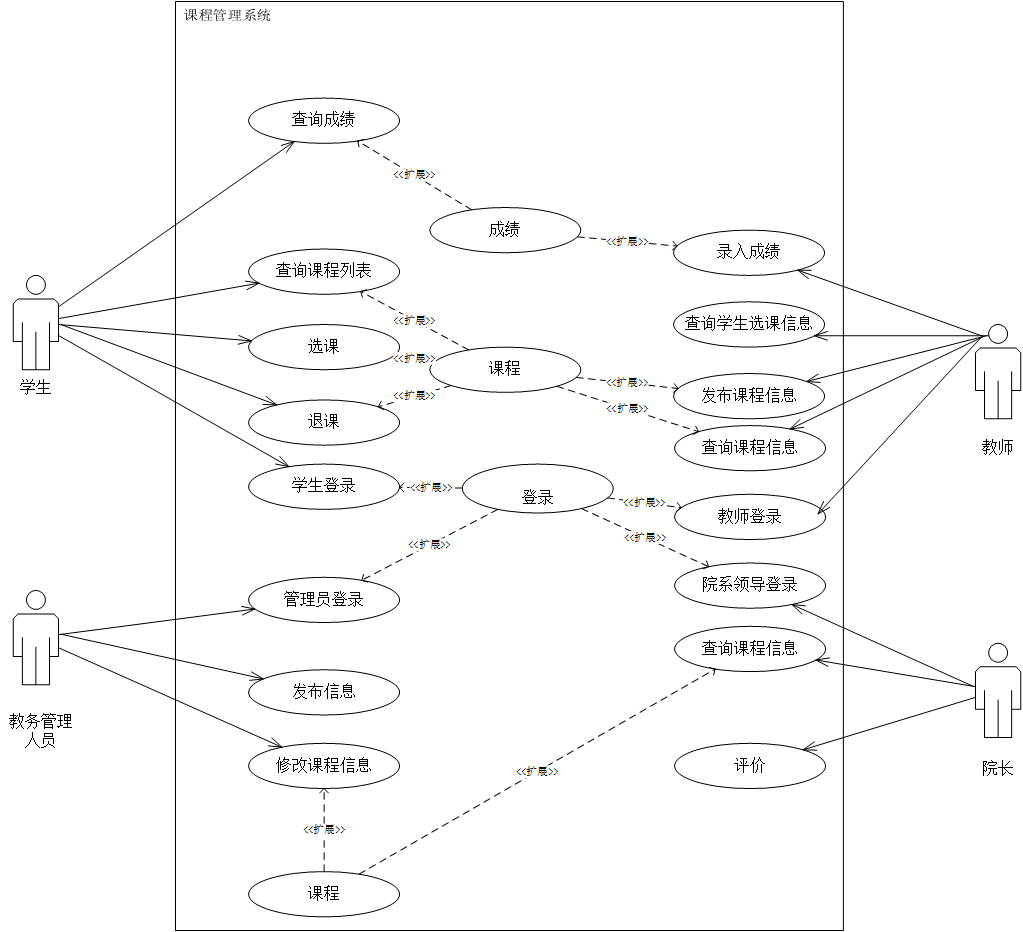 课程管理系统
查询成绩
<<扩展>>
成绩
<<扩展>>
录入成绩
查询课程列表
<<扩展>>
查询学生选课信息
选课
<<扩展>>
课程
<<扩展>>
发布课程信息
学生
<<扩展>>
<<扩展>>
退课
查询课程信息
教师
学生登录
<<扩展>>
登录
<<扩展>>
教师登录
<<扩展>>
<<扩展>>
院系领导登录
管理员登录
查询课程信息
发布信息
教务管理
人员
修改课程信息
<<扩展>>
评价
院长
<<扩展>>
课程